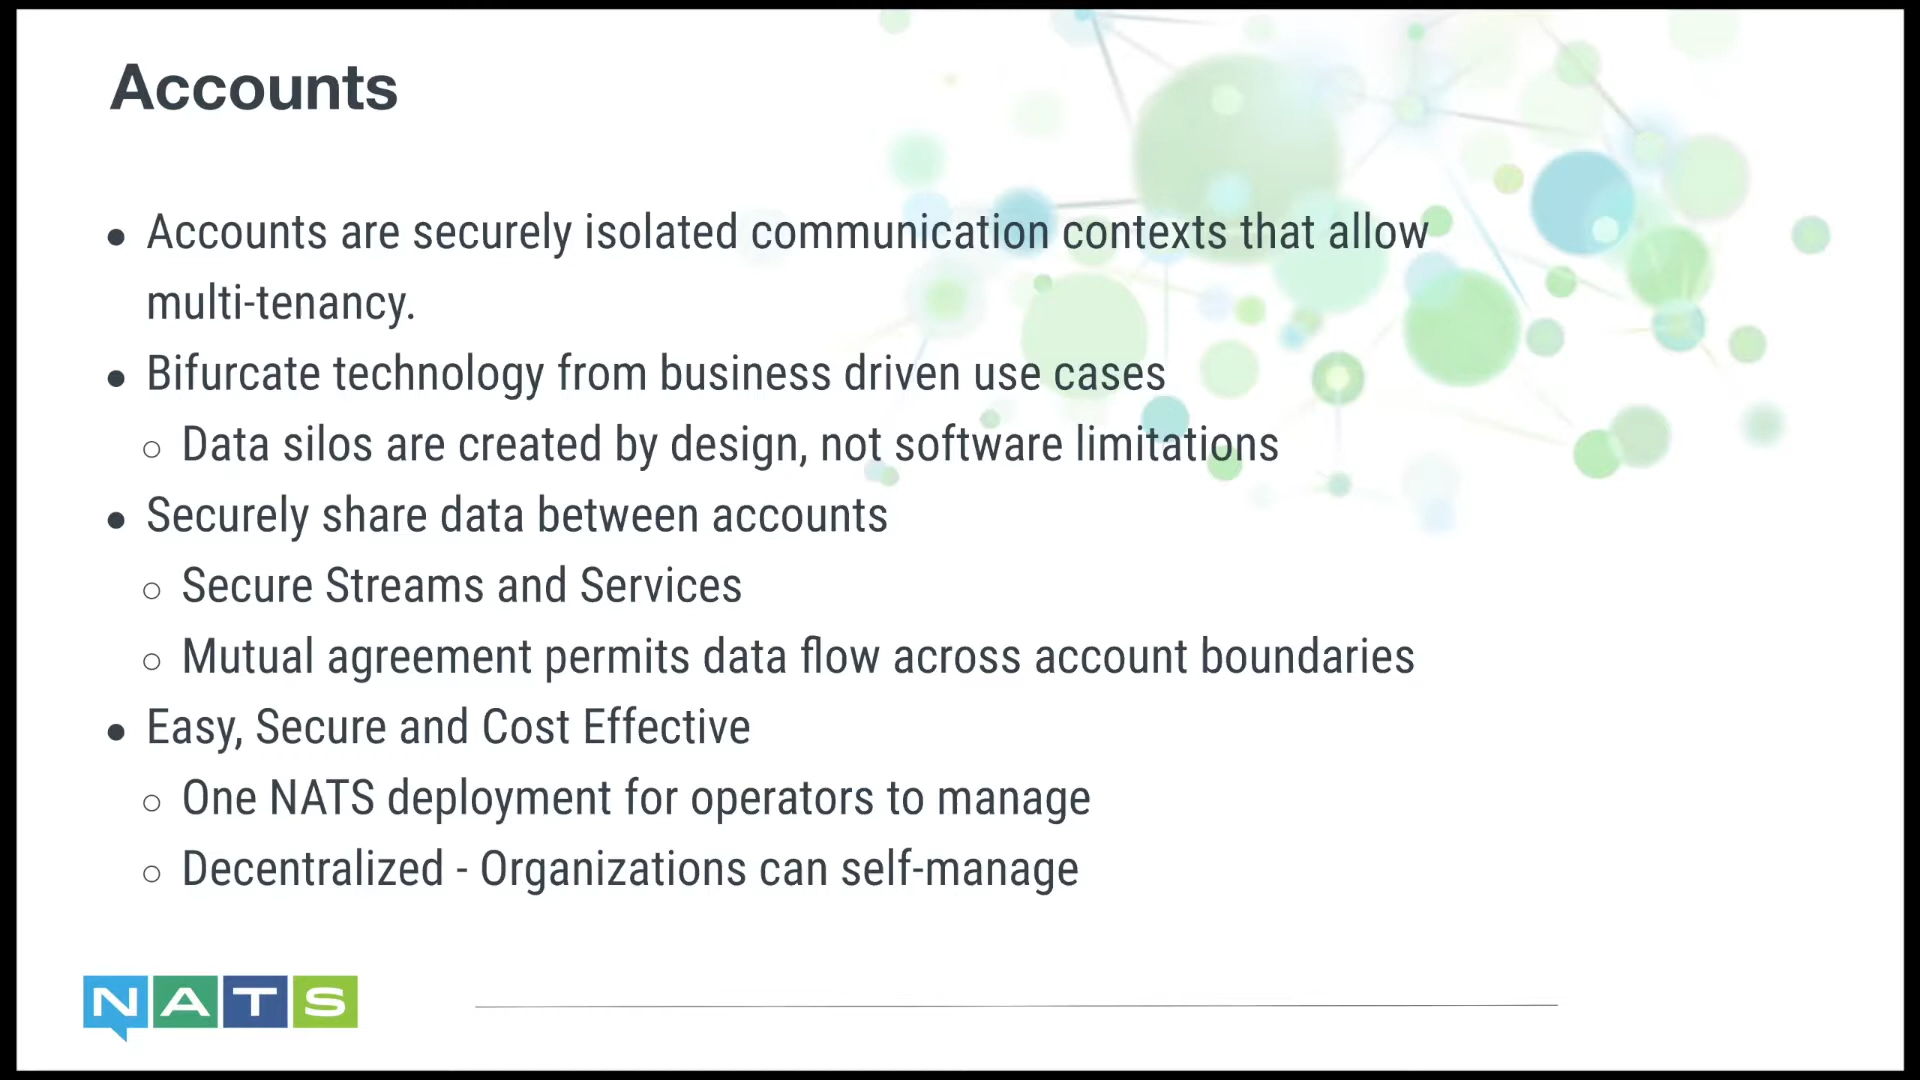 Accounts
● Accounts are securely isolated communication contexts that allow
multi-tenancy.
● Bifurcate technology from business driven use cases
○ Data silos are created by design, not software limitations
● Securely share data between accounts
○ Secure Streams and Services
○ Mutual agreement permits data flow across account boundaries
● Easy, Secure and Cost Effective
○ One NATS deployment for operators to manage
○ Decentralized - Organizations can self-manage
NATS